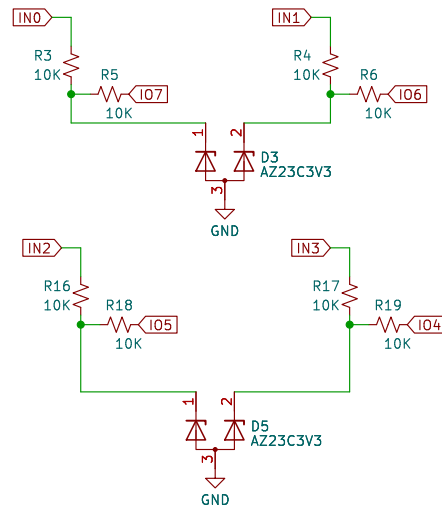 IN0
IN1
R3
10K
R5
10K
IO7
R4
10K
R6
10K
IO6
1
2
D3
AZ23C3V3
3
GND
IN2
IN3
R16
10K
R18
10K
IO5
R17
10K
R19
10K
IO4
1
2
D5
AZ23C3V3
3
GND